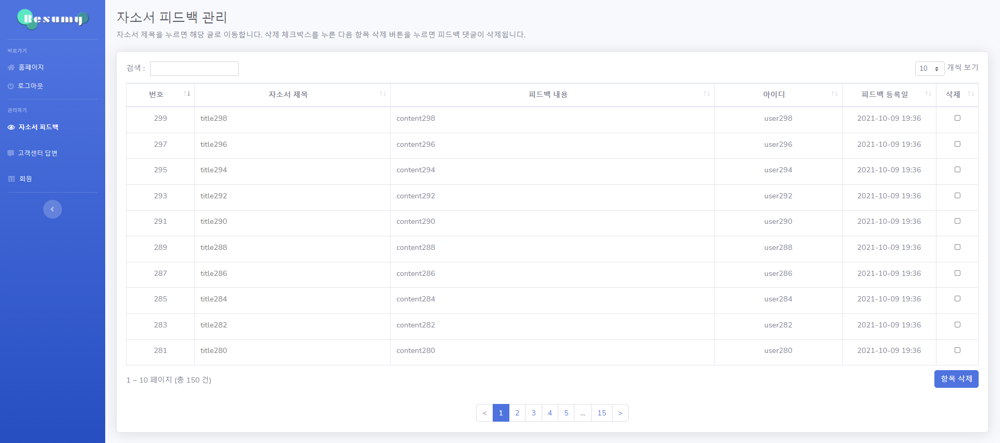 Resumy
바로가기
홈페이지
로그아웃
관리하기
자소서 피드백
고객센터 답변
회원
자소서 피드백 관리
자소서 제목을 누르면 해당 글로 이동합니다. 삭제 체크박스를 누른 다음 항목 삭제 버튼을 누르면 피드백 댓글이 삭제됩니다.
검색 :
10 개씩 보기
번호 자소서 제목 피드백 내용 아이디 피드백 등록일 삭제
299 title298 content298 user298 2021-10-09 19:36
297 title296 content296 user296 2021-10-09 19:36
295 title294 content294 user294 2021-10-09 19:36
293 title292 content292 user292 2021-10-09 19:36
291 title290 content290 user290 2021-10-09 19:36
289 title288 content288 user288 2021-10-09 19:36
287 title286 content286 user286 2021-10-09 19:36
285 title284 content284 user284 2021-10-09 19:36
283 title282 content282 user282 2021-10-09 19:36
281 title280 content280 user280 2021-10-09 19:36
1 ~ 10 페이지 (총 150 건)
항목 삭제
< 1 2 3 4 5 ... 15 >